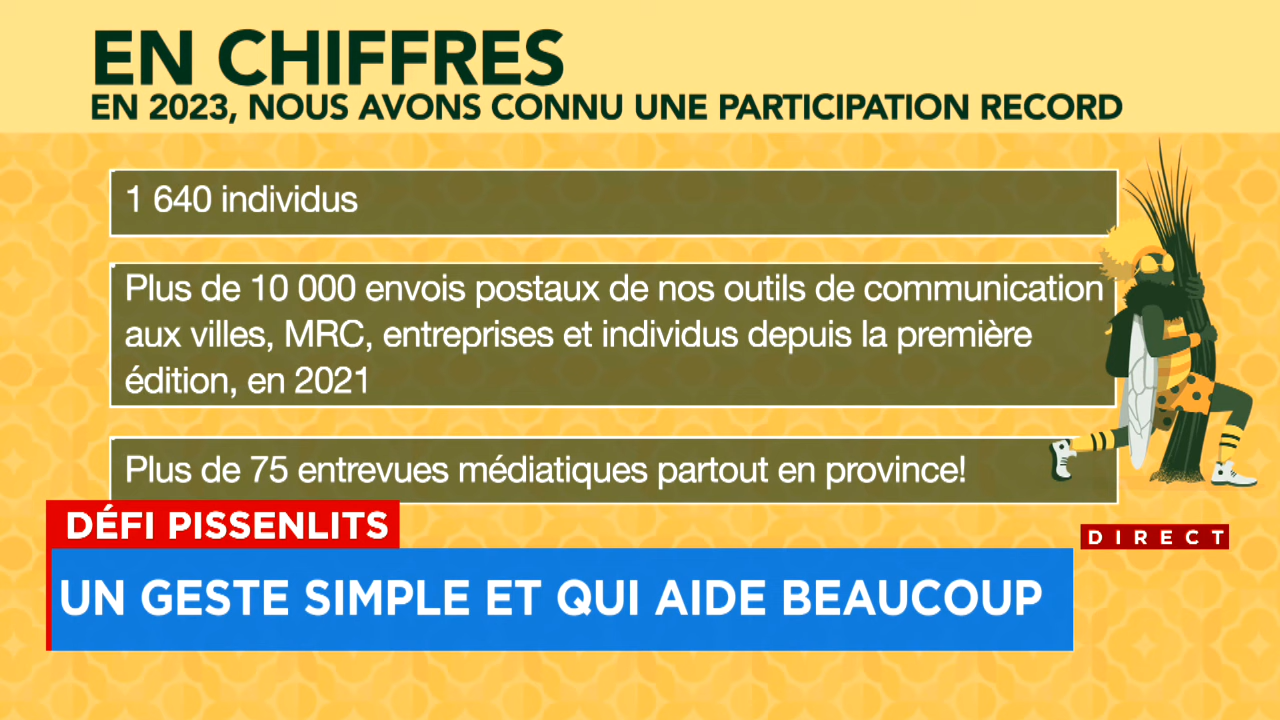 EN CHIFFRES
EN 2023, NOUS AVONS CONNU UNE PARTICIPATION RECORD
1 640 individus
Plus de 10 000 envois postaux de nos outils de communication
aux villes, MRC, entreprises et individus depuis la première
édition, en 2021
Plus de 75 entrevues médiatiques partout en province!
DÉFI PISSENLITS
DIRECT
UN GESTE SIMPLE ET QUI AIDE BEAUCOUP